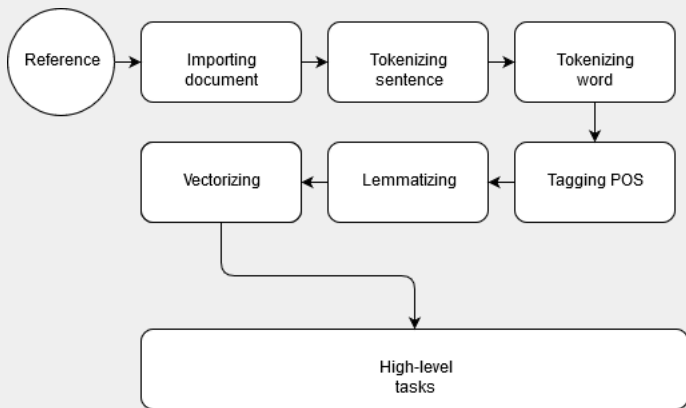 Reference
Importing
document
Tokenizing
sentence
Tokenizing
word
Tagging POS
Lemmatizing
Vectorizing
High-level
tasks